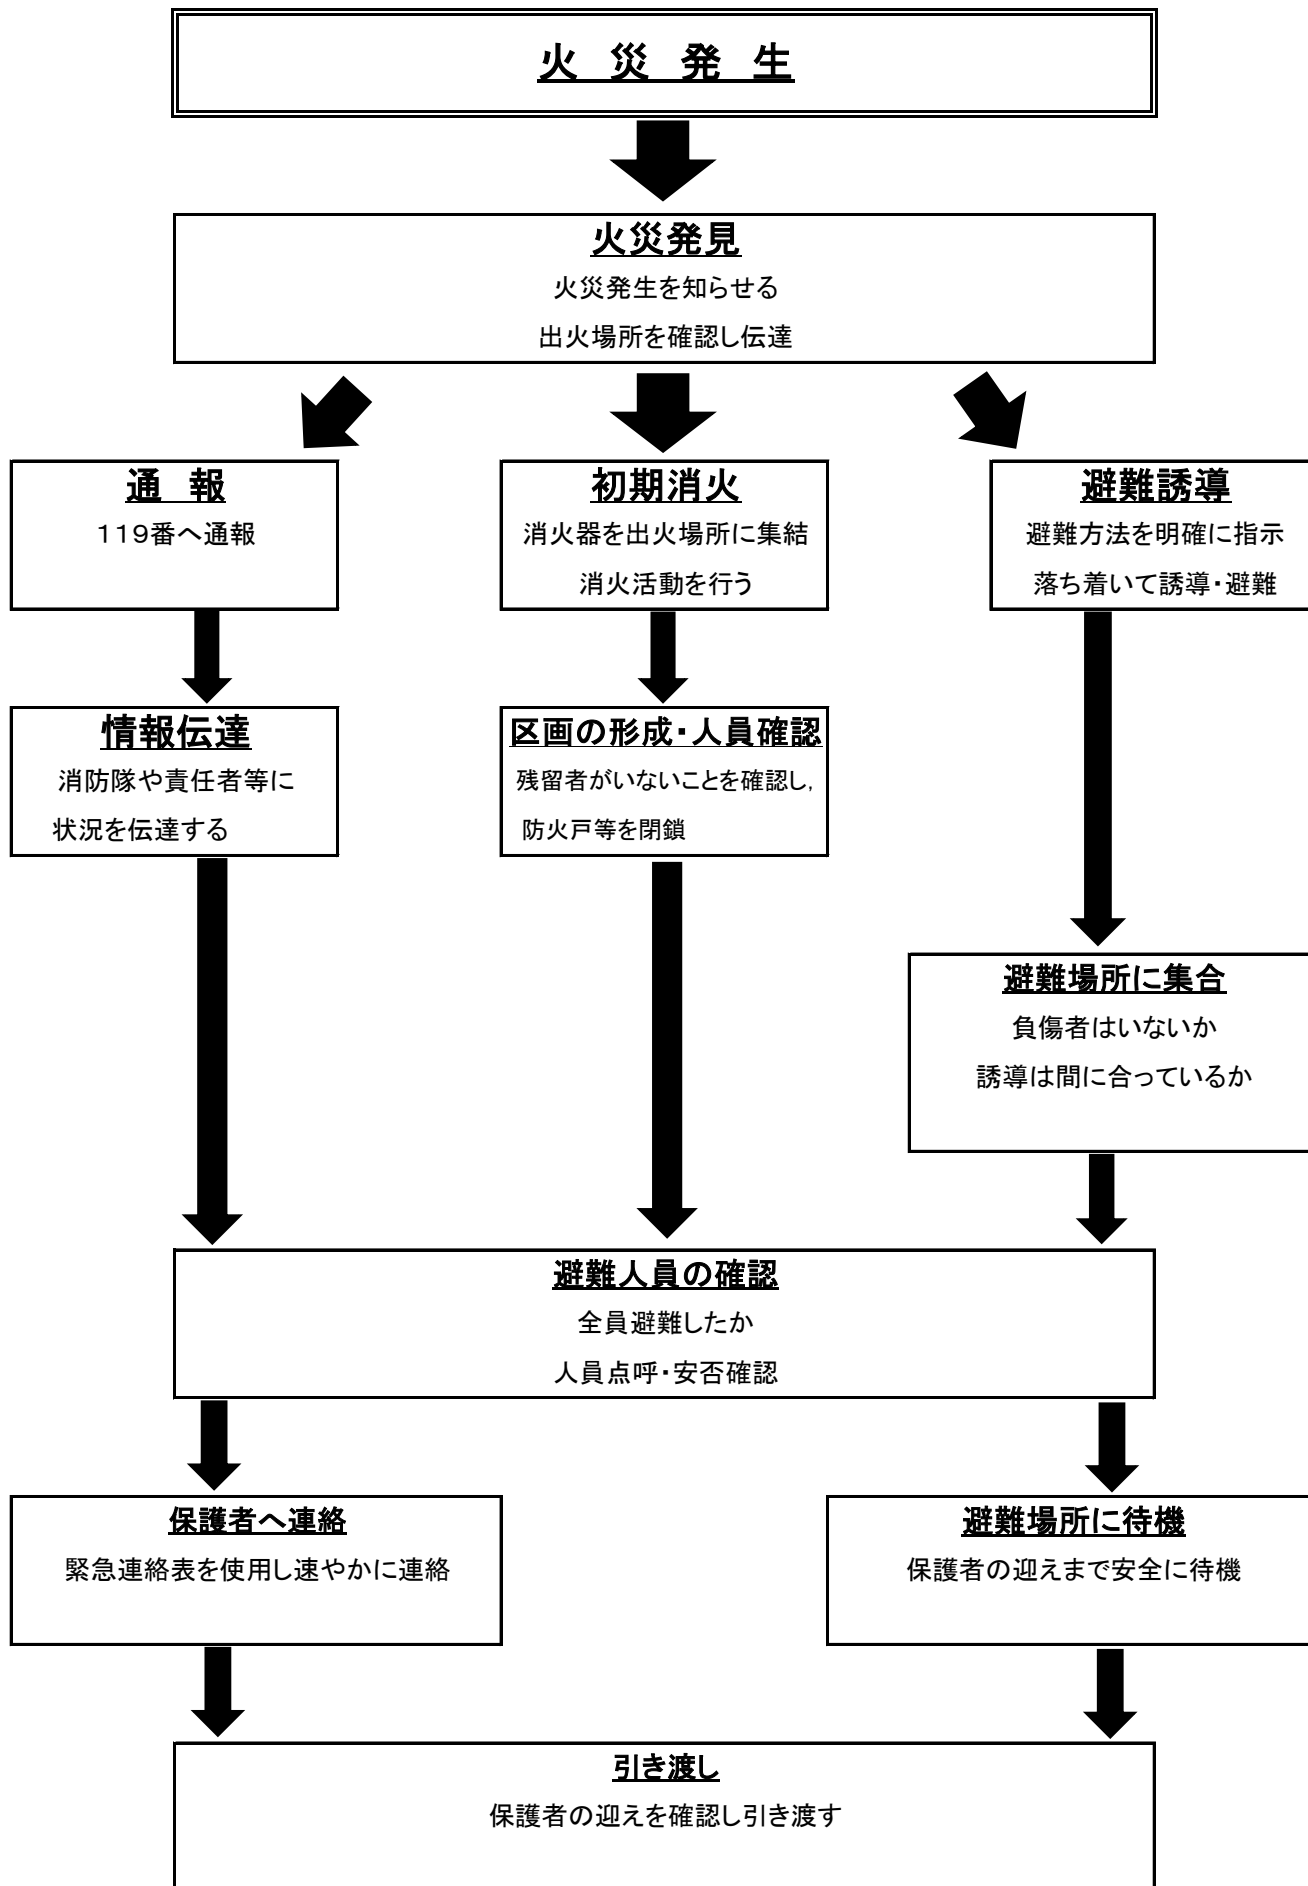 火　災　発　生
火災発見
火災発生を知らせる
出火場所を確認し伝達
通　報
119番へ通報
初期消火
消火器を出火場所に集結
消火活動を行う
避難誘導
避難方法を明確に指示
落ち着いて誘導・避難
情報伝達
消防隊や責任者等に
状況を伝達する
区画の形成・人員確認
残留者がいないことを確認し,
防火戸等を閉鎖
避難場所に集合
負傷者はいないか
誘導は間に合っているか
避難人員の確認
全員避難したか
人員点呼・安否確認
保護者へ連絡
緊急連絡表を使用し速やかに連絡
避難場所に待機
保護者の迎えまで安全に待機
引き渡し
保護者の迎えを確認し引き渡す